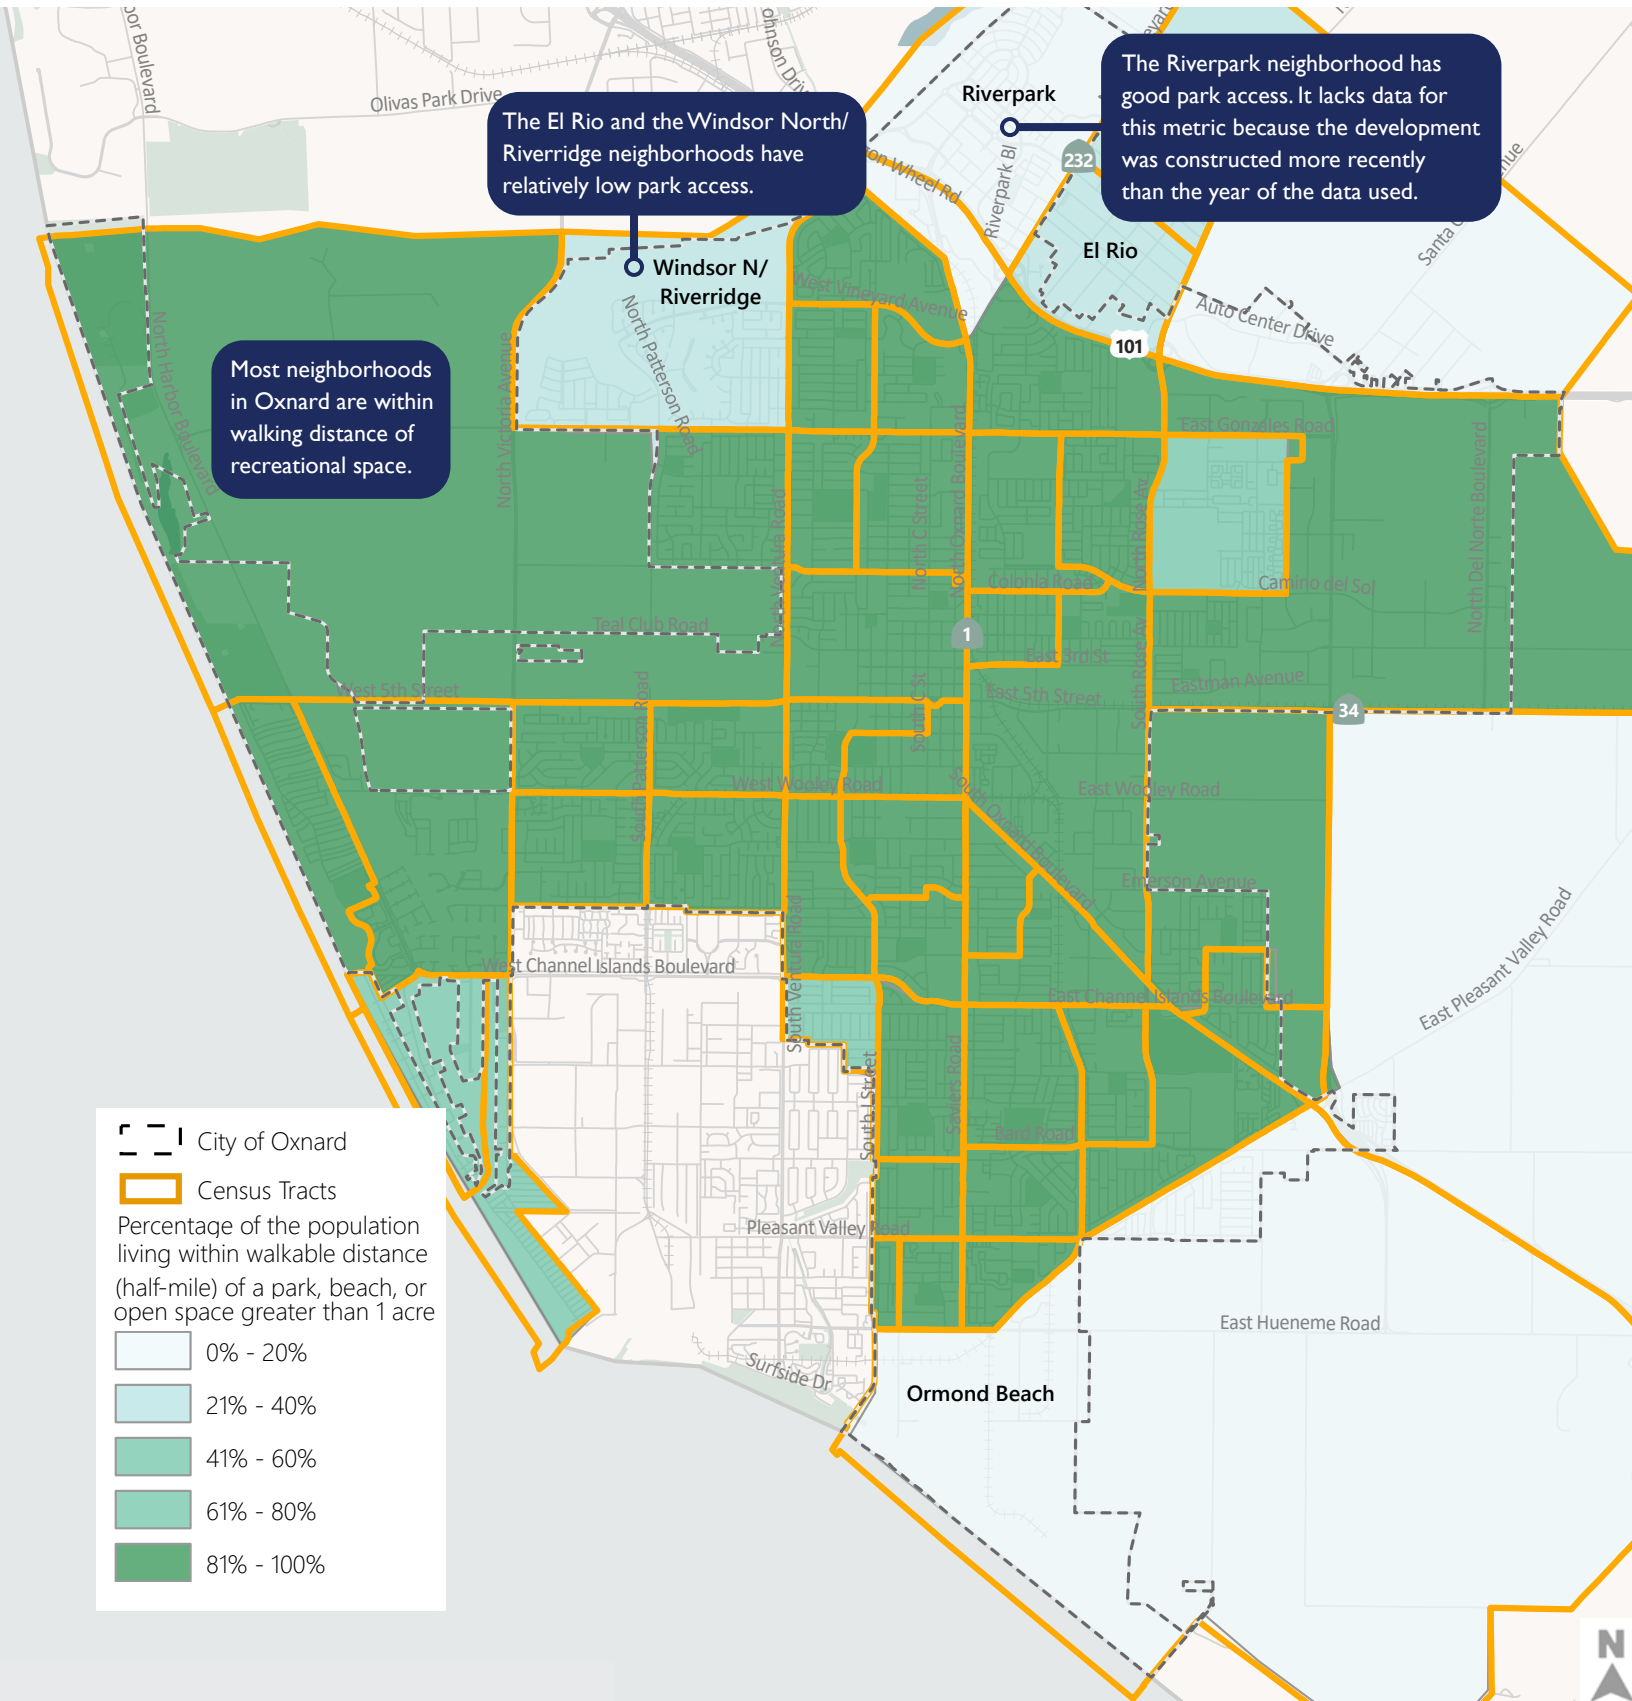 The Riverpark neighborhood has
good park access. It lacks data for
this metric because the development
was constructed more recently
than the year of the data used.
Riverpark
Olivas Park Drive
The El Rio and the Windsor North/
Riverridge neighborhoods have
relatively low park access.
232
Riverpark Bl
El Rio
Windsor N/
Riverridge
West Vineyard Avenue
Auto Center Drive
101
North Patterson Road
North Harbor Boulevard
North Victoria Avenue
Most neighborhoods
in Oxnard are within
walking distance of
recreational space.
East Gonzales Road
North Ventura Road
North C Street
North Oxnard Boulevard
North Rose Av
North Del Norte Boulevard
Colonia Road
Camino del Sol
Teal Club Road
1
East 3rd St
South Rose Av
West 5th Street
South C St
East 5th Street
Eastman Avenue
34
South Patterson Road
West Wooley Road
South Oxnard Boulevard
East Wooley Road
Emerson Avenue
West Channel Islands Boulevard
South Ventura Road
East Channel Islands Boulevard
East Pleasant Valley Road
South J Street
Saviers Road
Bard Road
Pleasant Valley Road
East Hueneme Road
Surfside Dr
Ormond Beach
City of Oxnard
Census Tracts
Percentage of the population
living within walkable distance
(half-mile) of a park, beach, or
open space greater than 1 acre
0% - 20%
21% - 40%
41% - 60%
61% - 80%
81% - 100%
N